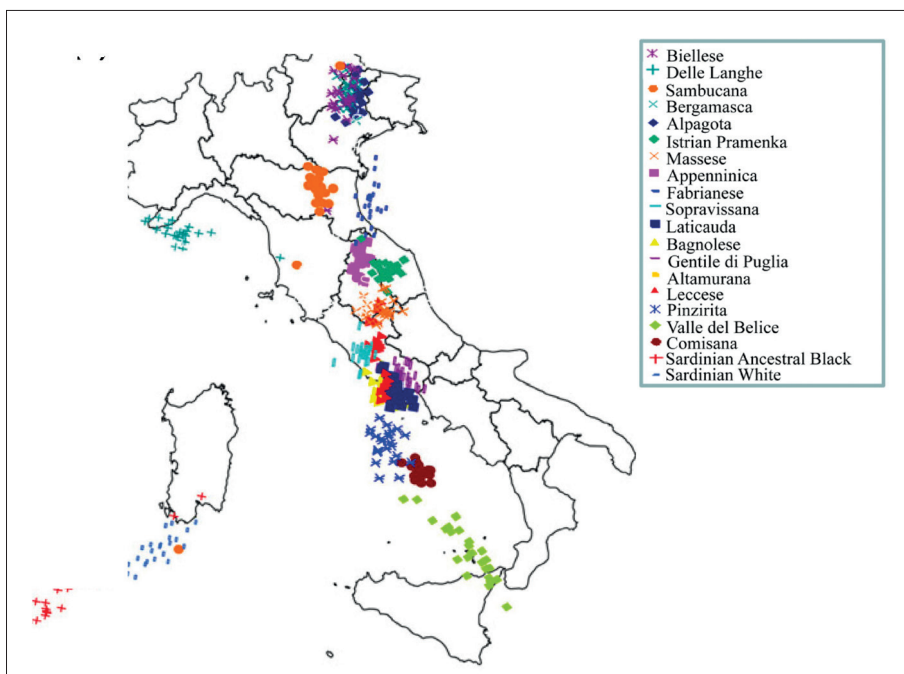 Biellese
Delle Langhe
Sambucana
Bergamasca
Alpagota
Istrian Pramenka
Massese
Appenninica
Fabrianese
Sopravissana
Laticauda
Bagnolese
Gentile di Puglia
Altamurana
Leccese
Pinzirita
Valle del Belice
Comisana
Sardinian Ancestral Black
Sardinian White